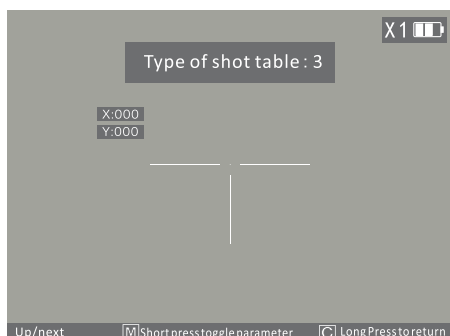 X1
Type of shot table: 3
X:000
Y:000
Up/next M Short press toggle parameter C Long Press to return